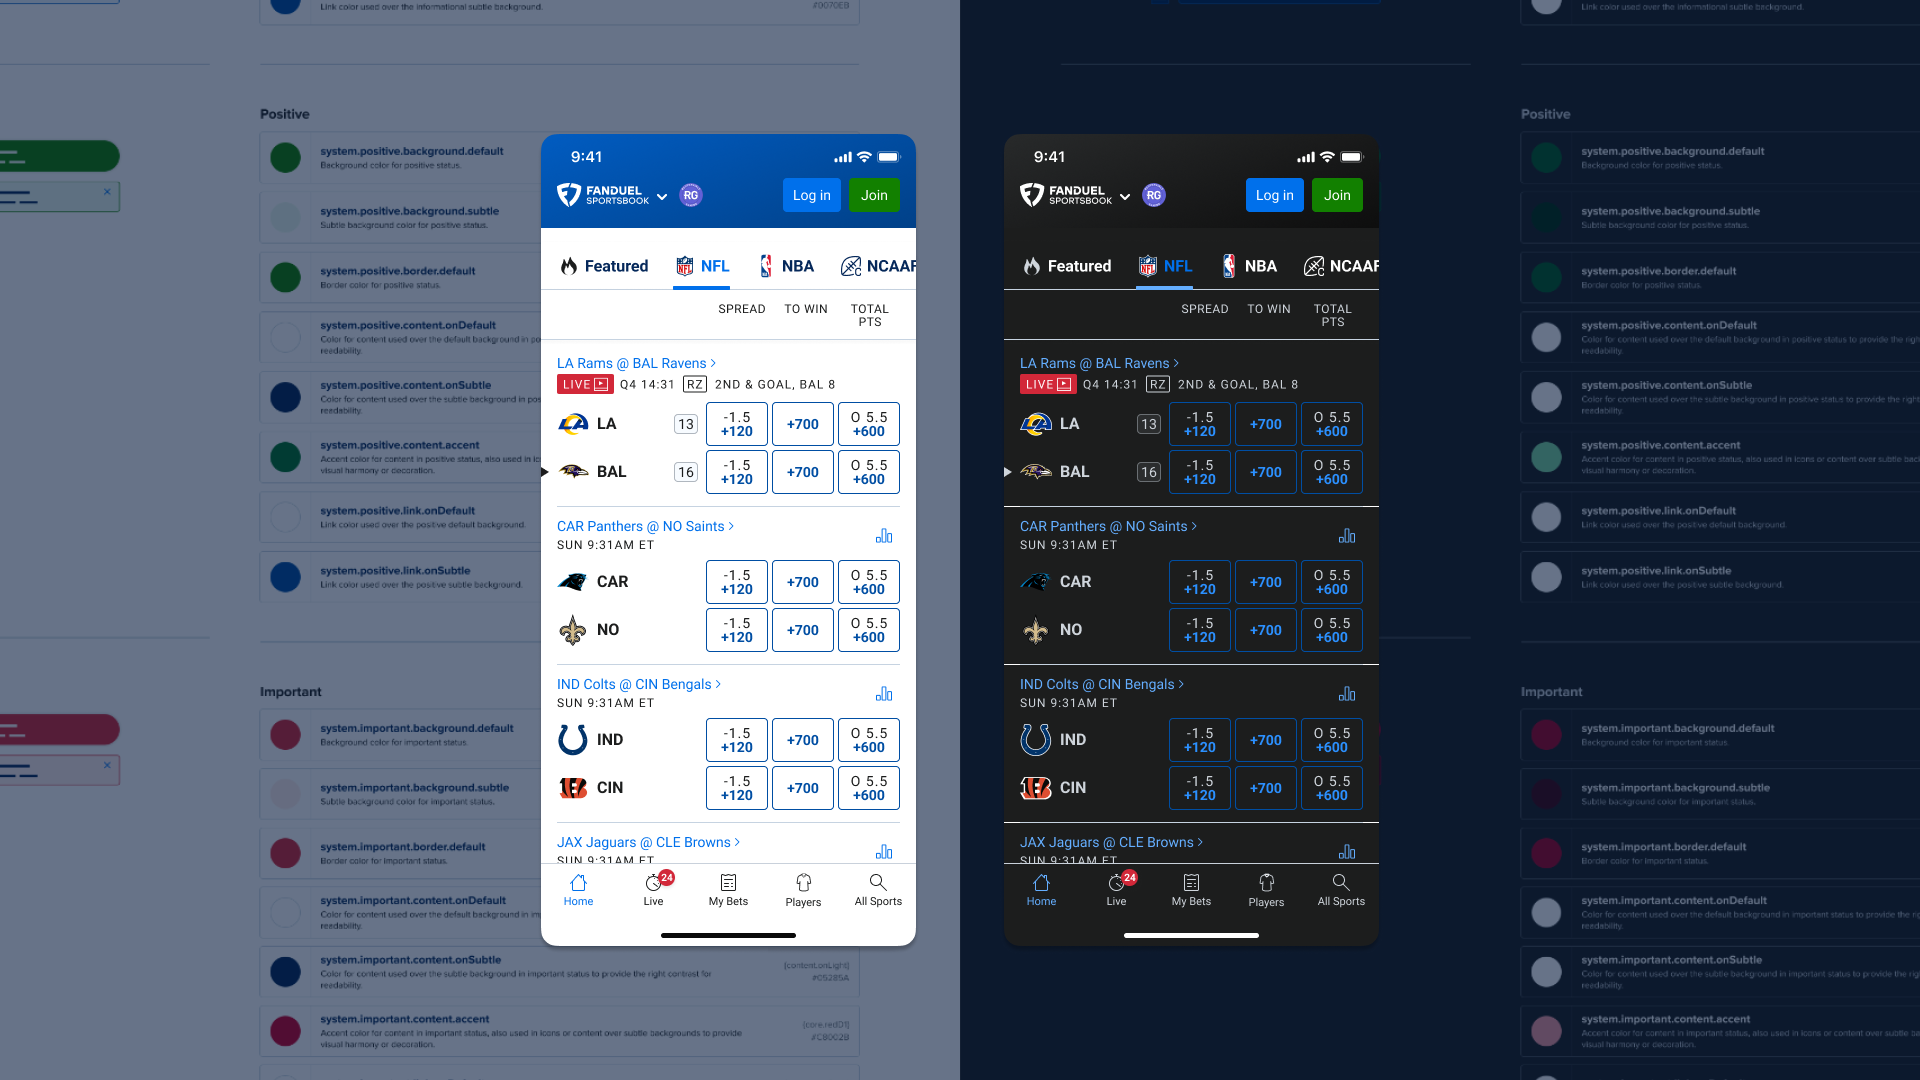 Link color used over the informational subtle background.
#0070EB
Positive
system.positive.background.default
Background color for positive status.
system.positive.background.subtle
Subtle background color for positive status.
system.positive.border.default
Border color for positive status.
system.positive.content.onDefault
Color for content used over the default background in po
readability.
system.positive.content.onSubtle
Color for content used over the subtle background in pos
readability.
system.positive.content.accent
Accent color for content in positive status, also used in ic
visual harmony or decoration.
system.positive.link.onDefault
Link color used over the positive default background.
system.positive.link.onSubtle
Link color used over the positive subtle background.
Important
system.important.background.default
Background color for important status.
system.important.background.subtle
Subtle background color for important status.
system.important.border.default
Border color for important status.
system.important.content.onDefault
Color for content used over the default background in im
readability.
system.important.content.onSubtle
Color for content used over the subtle background in important status to provide the right contrast for
readability.
{content.onLight}
#05285A
system.important.content.accent
Accent color for content in important status, also used in icons or content over subtle backgrounds to provide
visual harmony or decoration.
{core.redD1}
#C8002B
9:41
FANDUEL
SPORTSBOOK
RG
Log in
Join
Featured
NFL
NBA
NCAAF
SPREAD
TO WIN
TOTAL
PTS
LA Rams @ BAL Ravens >
LIVE Q4 14:31 RZ 2ND & GOAL, BAL 8
LA 13 -1.5 +120 +700 O 5.5 +600
BAL 16 -1.5 +120 +700 O 5.5 +600
CAR Panthers @ NO Saints >
SUN 9:31AM ET
CAR -1.5 +120 +700 O 5.5 +600
NO -1.5 +120 +700 O 5.5 +600
IND Colts @ CIN Bengals >
SUN 9:31AM ET
IND -1.5 +120 +700 O 5.5 +600
CIN -1.5 +120 +700 O 5.5 +600
JAX Jaguars @ CLE Browns >
SUN 9:31AM ET
24
Home
Live
My Bets
Players
All Sports
9:41
FANDUEL
SPORTSBOOK
RG
Log in
Join
Featured
NFL
NBA
NCAAF
SPREAD
TO WIN
TOTAL
PTS
LA Rams @ BAL Ravens >
LIVE Q4 14:31 RZ 2ND & GOAL, BAL 8
LA 13 -1.5 +120 +700 O 5.5 +600
BAL 16 -1.5 +120 +700 O 5.5 +600
CAR Panthers @ NO Saints >
SUN 9:31AM ET
CAR -1.5 +120 +700 O 5.5 +600
NO -1.5 +120 +700 O 5.5 +600
IND Colts @ CIN Bengals >
SUN 9:31AM ET
IND -1.5 +120 +700 O 5.5 +600
CIN -1.5 +120 +700 O 5.5 +600
JAX Jaguars @ CLE Browns >
SUN 9:31AM ET
24
Home
Live
My Bets
Players
All Sports
Link color used over the informational subtle background.
Positive
system.positive.background.default
Background color for positive status.
system.positive.background.subtle
Subtle background color for positive status.
system.positive.border.default
Border color for positive status.
system.positive.content.onDefault
Color for content used over the default background in positive status to provide the right
readability.
system.positive.content.onSubtle
Color for content used over the subtle background in positive status to provide the right
readability.
system.positive.content.accent
Accent color for content in positive status, also used in icons or content over subtle bac
visual harmony or decoration.
system.positive.link.onDefault
Link color used over the positive default background.
system.positive.link.onSubtle
Link color used over the positive subtle background.
Important
system.important.background.default
Background color for important status.
system.important.background.subtle
Subtle background color for important status.
system.important.border.default
Border color for important status.
system.important.content.onDefault
Color for content used over the default background in important status to provide the rig
readability.
system.important.content.onSubtle
Color for content used over the subtle background in important status to provide the rig
readability.
system.important.content.accent
Accent color for content in important status, also used in icons or content over subtle ba
visual harmony or decoration.